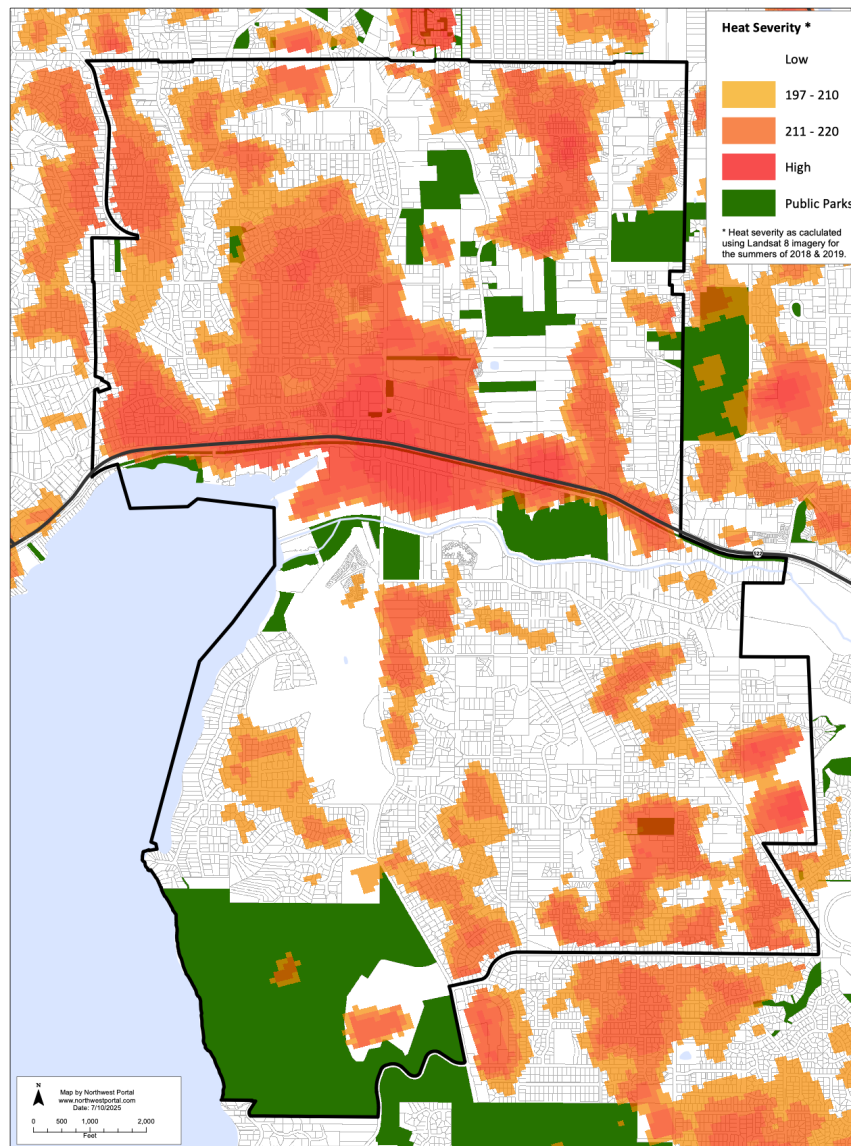 Heat Severity *
Low
197 - 210
211 - 220
High
Public Parks
* Heat severity as caclulated
using Landsat 8 imagery for
the summers of 2018 & 2019.
522
N
Map by Northwest Portal
www.northwestportal.com
Date: 7/10/2025
0 500 1,000 2,000
Feet